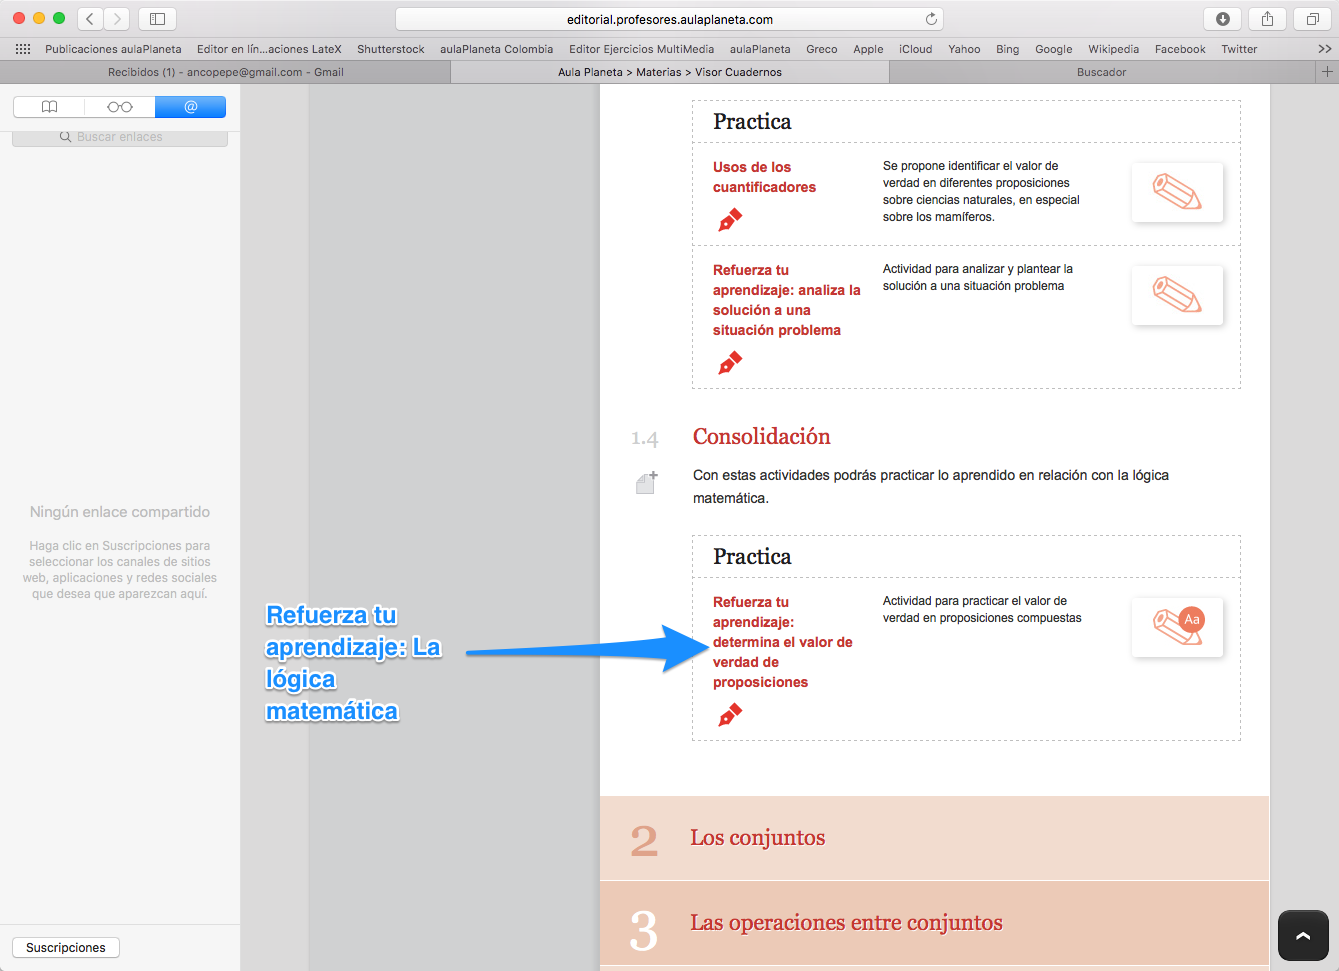 editorial.profesores.aulaplaneta.com
Publicaciones aulaPlaneta Editor en lín...aciones LateX Shutterstock aulaPlaneta Colombia Editor Ejercicios MultiMedia aulaPlaneta Greco Apple iCloud Yahoo Bing Google Wikipedia Facebook Twitter
Recibidos (1) - ancopepe@gmail.com - Gmail
Aula Planeta > Materias > Visor Cuadernos
Buscador
@
Buscar enlaces
Ningún enlace compartido
Haga clic en Suscripciones para
seleccionar los canales de sitios
web, aplicaciones y redes sociales
que desea que aparezcan aquí.
Suscripciones
Refuerza tu
aprendizaje: La
lógica
matemática
Practica
Usos de los
cuantificadores
Se propone identificar el valor de
verdad en diferentes proposiciones
sobre ciencias naturales, en especial
sobre los mamíferos.
Refuerza tu
aprendizaje: analiza la
solución a una
situación problema
Actividad para analizar y plantear la
solución a una situación problema
1.4 Consolidación
Con estas actividades podrás practicar lo aprendido en relación con la lógica
matemática.
Practica
Refuerza tu
aprendizaje:
determina el valor de
verdad de
proposiciones
Actividad para practicar el valor de
verdad en proposiciones compuestas
Aa
2 Los conjuntos
3 Las operaciones entre conjuntos